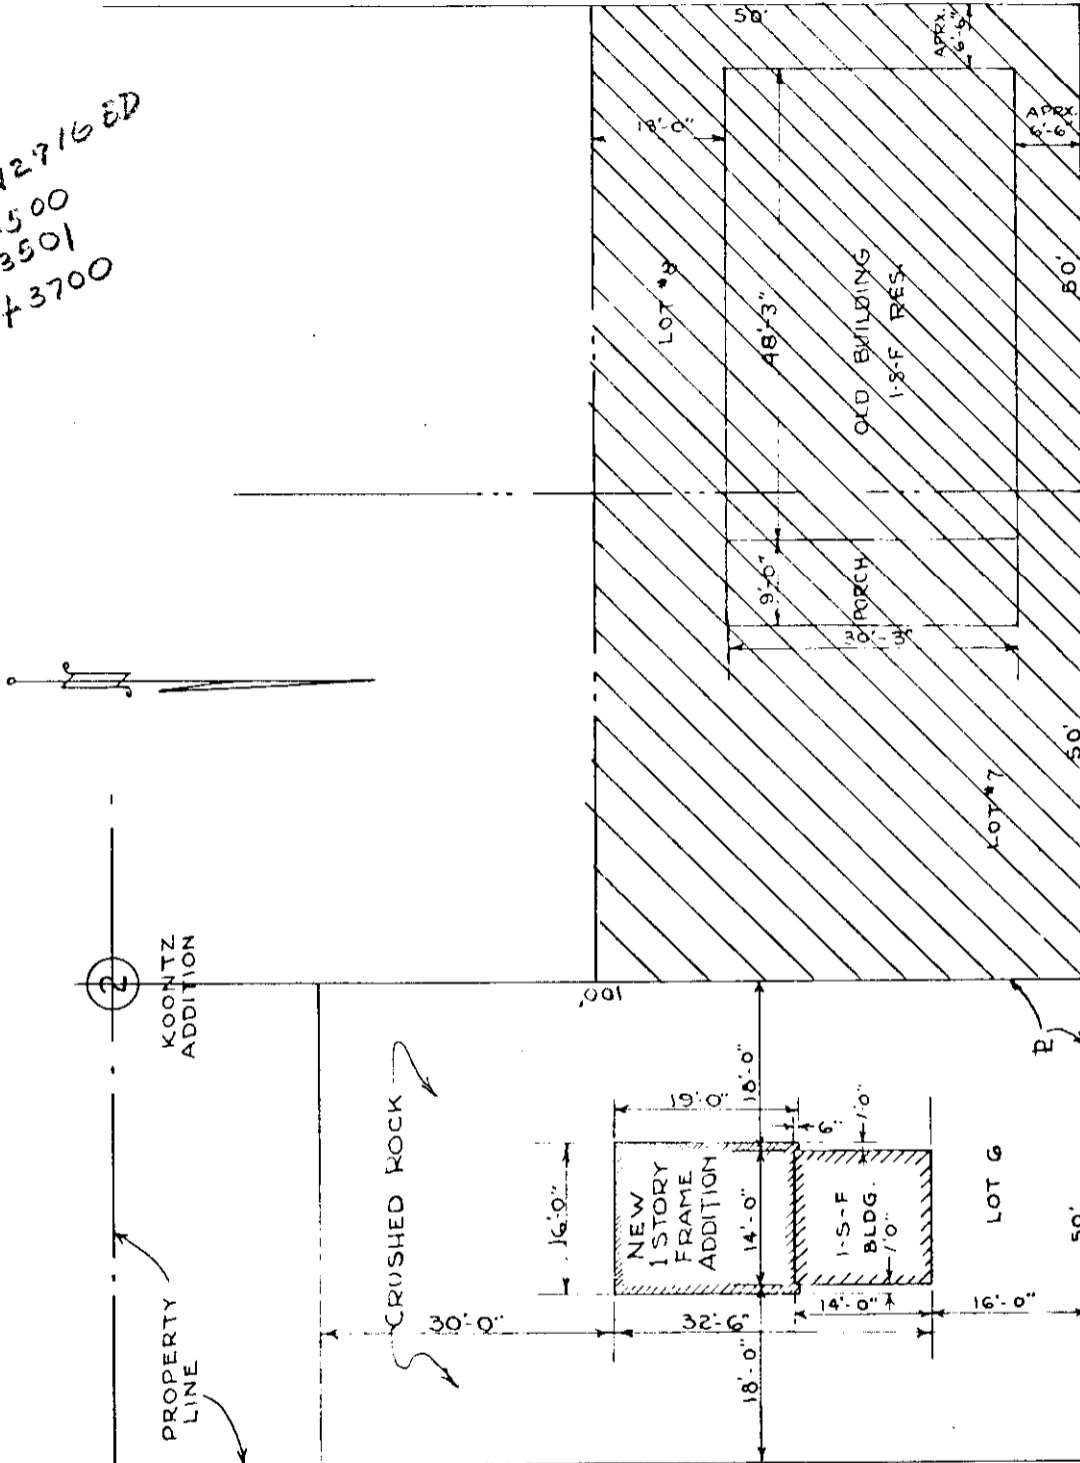 2716 ED
500
3501
3700
50'
APRX.
6'-6"
APRX.
6'-6"
18'-0"
LOT #8
48'-3"
OLD BUILDING
1-S-F RES.
50'
9'-0"
PORCH
30'-3"
LOT #7
50'
2
KOONTZ
ADDITION
100'
CRUSHED ROCK
PROPERTY
LINE
16'-0"
19'-0"
18'-0"
6"
1'-0"
NEW
1 STORY
FRAME
ADDITION
14'-0"
1-S-F
BLDG.
1'-0"
LOT 6
30'-0"
32'-6"
14'-0"
16'-0"
18'-0"
50'